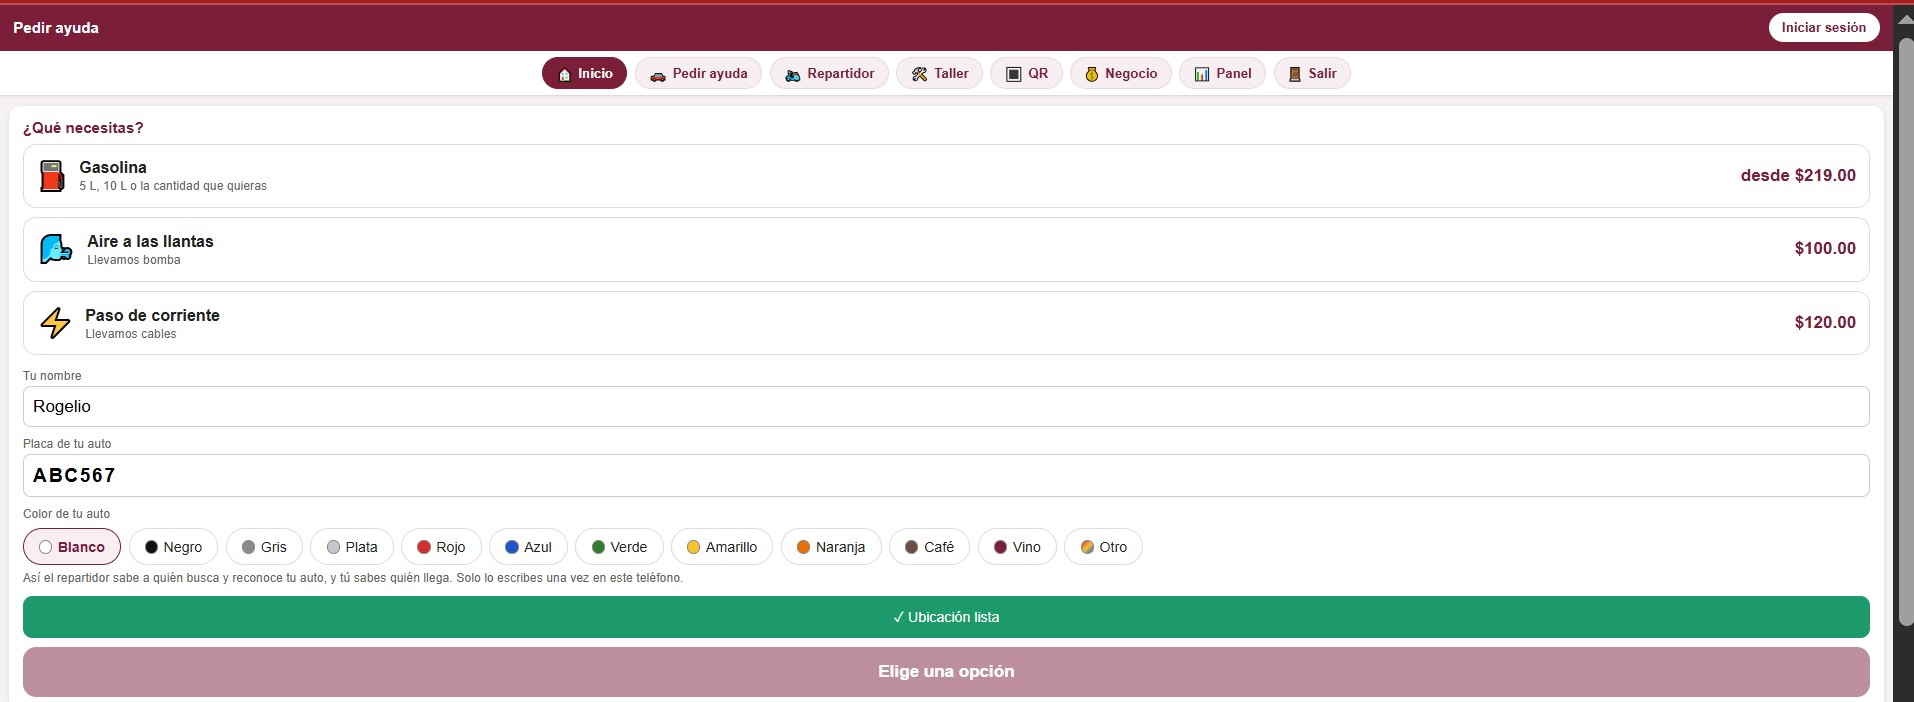 Pedir ayuda
Iniciar sesión
Inicio
Pedir ayuda
Repartidor
Taller
QR
Negocio
Panel
Salir
¿Qué necesitas?
Gasolina
5 L, 10 L o la cantidad que quieras
desde $219.00
Aire a las llantas
Llevamos bomba
$100.00
Paso de corriente
Llevamos cables
$120.00
Tu nombre
Rogelio
Placa de tu auto
ABC567
Color de tu auto
Blanco
Negro
Gris
Plata
Rojo
Azul
Verde
Amarillo
Naranja
Café
Vino
Otro
Así el repartidor sabe a quién busca y reconoce tu auto, y tú sabes quién llega. Solo lo escribes una vez en este teléfono.
✓ Ubicación lista
Elige una opción